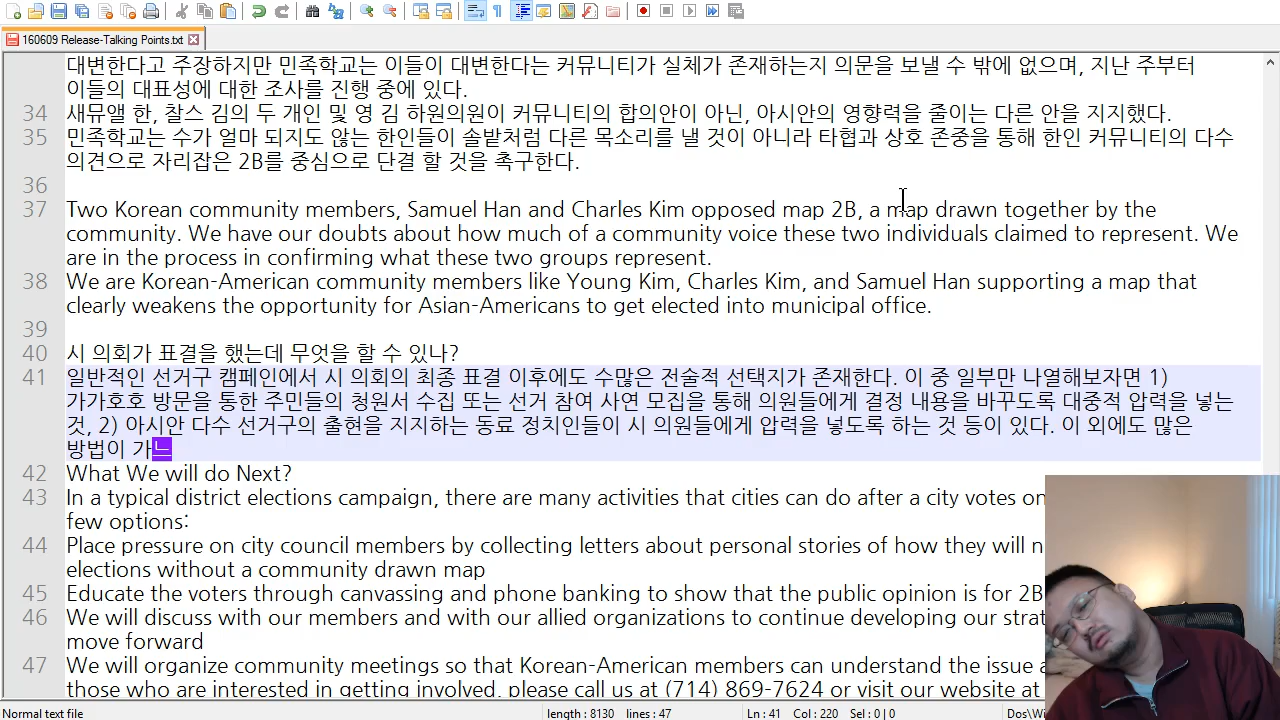 160609 Release-Talking Points.txt
대변한다고 주장하지만 민족학교는 이들이 대변한다는 커뮤니티가 실체가 존재하는지 의문을 보낼 수 밖에 없으며, 지난 주부터
이들의 대표성에 대한 조사를 진행 중에 있다.
34 새뮤앨 한, 찰스 김의 두 개인 및 영 김 하원의원이 커뮤니티의 합의안이 아닌, 아시안의 영향력을 줄이는 다른 안을 지지했다.
35 민족학교는 수가 얼마 되지도 않는 한인들이 솔밭처럼 다른 목소리를 낼 것이 아니라 타협과 상호 존중을 통해 한인 커뮤니티의 다수
의견으로 자리잡은 2B를 중심으로 단결 할 것을 촉구한다.
36
37 Two Korean community members, Samuel Han and Charles Kim opposed map 2B, a map drawn together by the
community. We have our doubts about how much of a community voice these two individuals claimed to represent. We
are in the process in confirming what these two groups represent.
38 We are Korean-American community members like Young Kim, Charles Kim, and Samuel Han supporting a map that
clearly weakens the opportunity for Asian-Americans to get elected into municipal office.
39
40 시 의회가 표결을 했는데 무엇을 할 수 있나?
41 일반적인 선거구 캠페인에서 시 의회의 최종 표결 이후에도 수많은 전술적 선택지가 존재한다. 이 중 일부만 나열해보자면 1)
가가호호 방문을 통한 주민들의 청원서 수집 또는 선거 참여 사연 모집을 통해 의원들에게 결정 내용을 바꾸도록 대중적 압력을 넣는
것, 2) 아시안 다수 선거구의 출현을 지지하는 동료 정치인들이 시 의원들에게 압력을 넣도록 하는 것 등이 있다. 이 외에도 많은
방법이 가ㄴ
42 What We will do Next?
43 In a typical district elections campaign, there are many activities that cities can do after a city votes on
few options:
44 Place pressure on city council members by collecting letters about personal stories of how they will n
elections without a community drawn map
45 Educate the voters through canvassing and phone banking to show that the public opinion is for 2B
46 We will discuss with our members and with our allied organizations to continue developing our strat
move forward
47 We will organize community meetings so that Korean-American members can understand the issue a
those who are interested in getting involved, please call us at (714) 869-7624 or visit our website at
Normal text file length : 8130 lines : 47 Ln : 41 Col : 220 Sel : 0 | 0 Dos\Wi